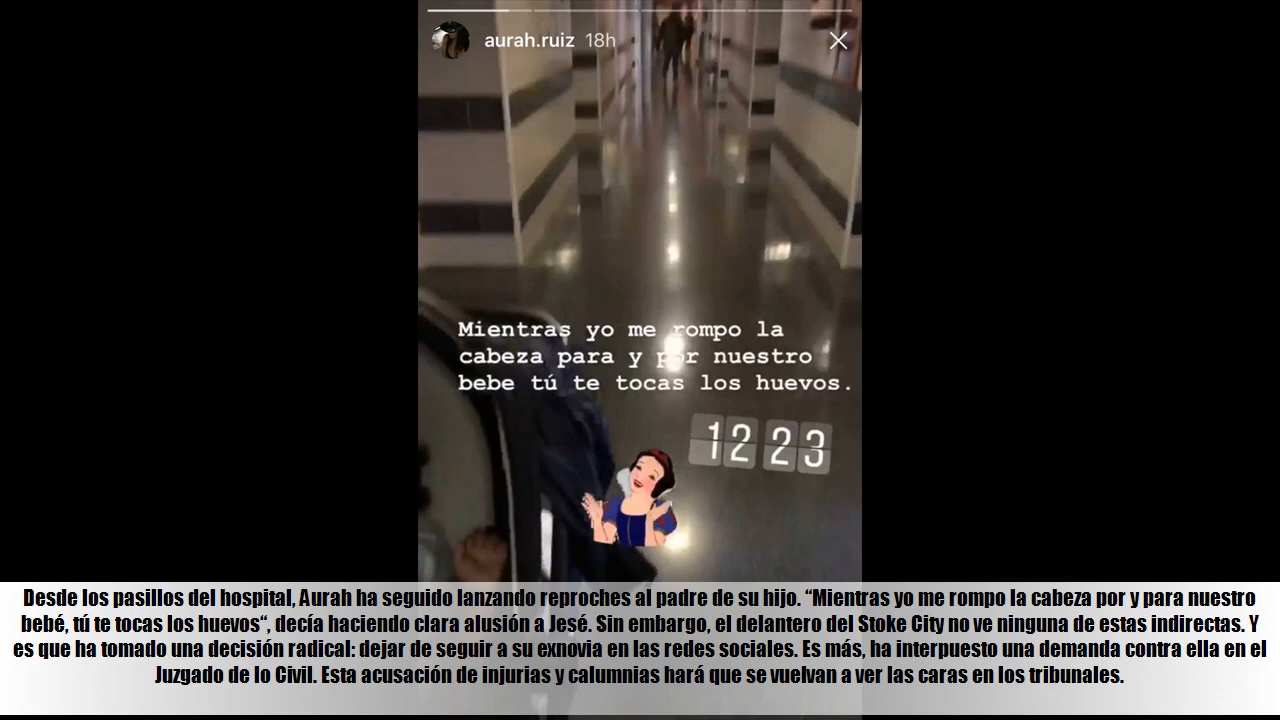 aurah.ruiz 18h
Mientras yo me rompo la
cabeza para y por nuestro
bebe tú te tocas los huevos.
12 23
Desde los pasillos del hospital, Aurah ha seguido lanzando reproches al padre de su hijo. “Mientras yo me rompo la cabeza por y para nuestro
bebé, tú te tocas los huevos“, decía haciendo clara alusión a Jesé. Sin embargo, el delantero del Stoke City no ve ninguna de estas indirectas. Y
es que ha tomado una decisión radical: dejar de seguir a su exnovia en las redes sociales. Es más, ha interpuesto una demanda contra ella en el
Juzgado de lo Civil. Esta acusación de injurias y calumnias hará que se vuelvan a ver las caras en los tribunales.